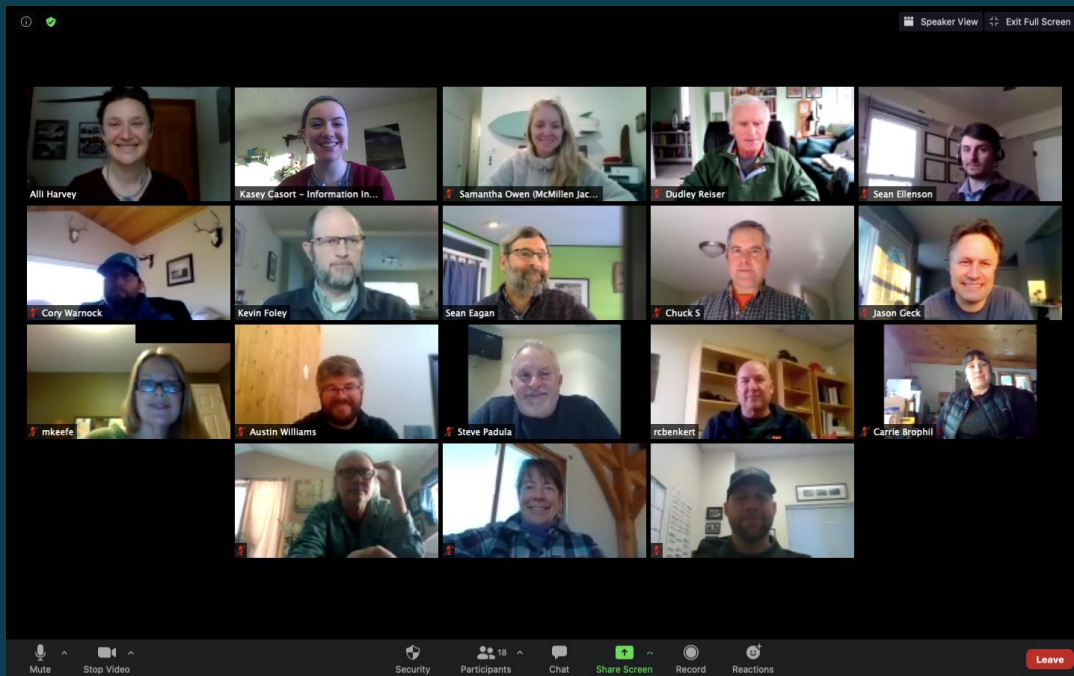 Speaker View
Exit Full Screen
Alli Harvey
Kasey Casort – Information In...
Samantha Owen (McMillen Jac...
Dudley Reiser
Sean Ellenson
Cory Warnock
Kevin Foley
Sean Eagan
Chuck S
Jason Geck
mkeefe
Austin Williams
Steve Padula
rcbenkert
Carrie Brophil
Mute
Stop Video
Security
Participants
18
Chat
Share Screen
Record
Reactions
Leave